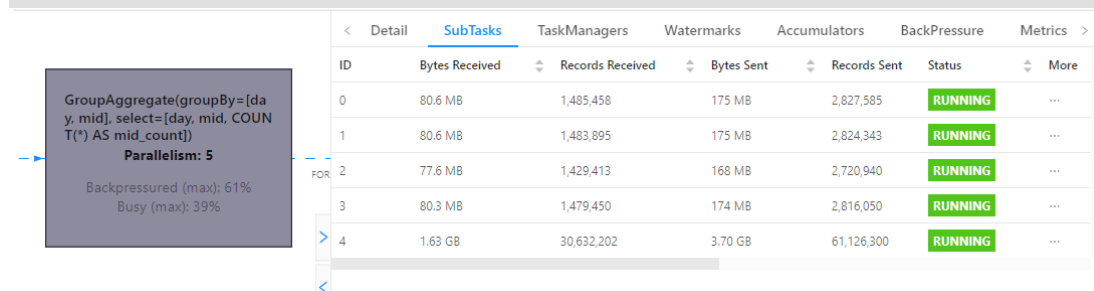 Detail SubTasks TaskManagers Watermarks Accumulators BackPressure Metrics
ID Bytes Received Records Received Bytes Sent Records Sent Status More
GroupAggregate(groupBy=[da
y, mid], select=[day, mid, COUN
T(*) AS mid_count])
Parallelism: 5
Backpressured (max): 61%
Busy (max): 39%
FOR
0 80.6 MB 1,485,458 175 MB 2,827,585 RUNNING ...
1 80.6 MB 1,483,895 175 MB 2,824,343 RUNNING ...
2 77.6 MB 1,429,413 168 MB 2,720,940 RUNNING ...
3 80.3 MB 1,479,450 174 MB 2,816,050 RUNNING ...
4 1.63 GB 30,632,202 3.70 GB 61,126,300 RUNNING ...